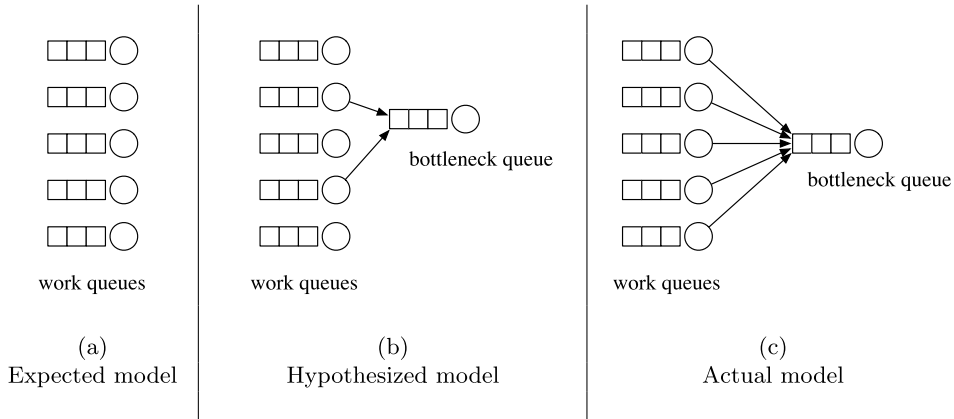 work queues
(a)
Expected model
bottleneck queue
work queues
(b)
Hypothesized model
bottleneck queue
work queues
(c)
Actual model